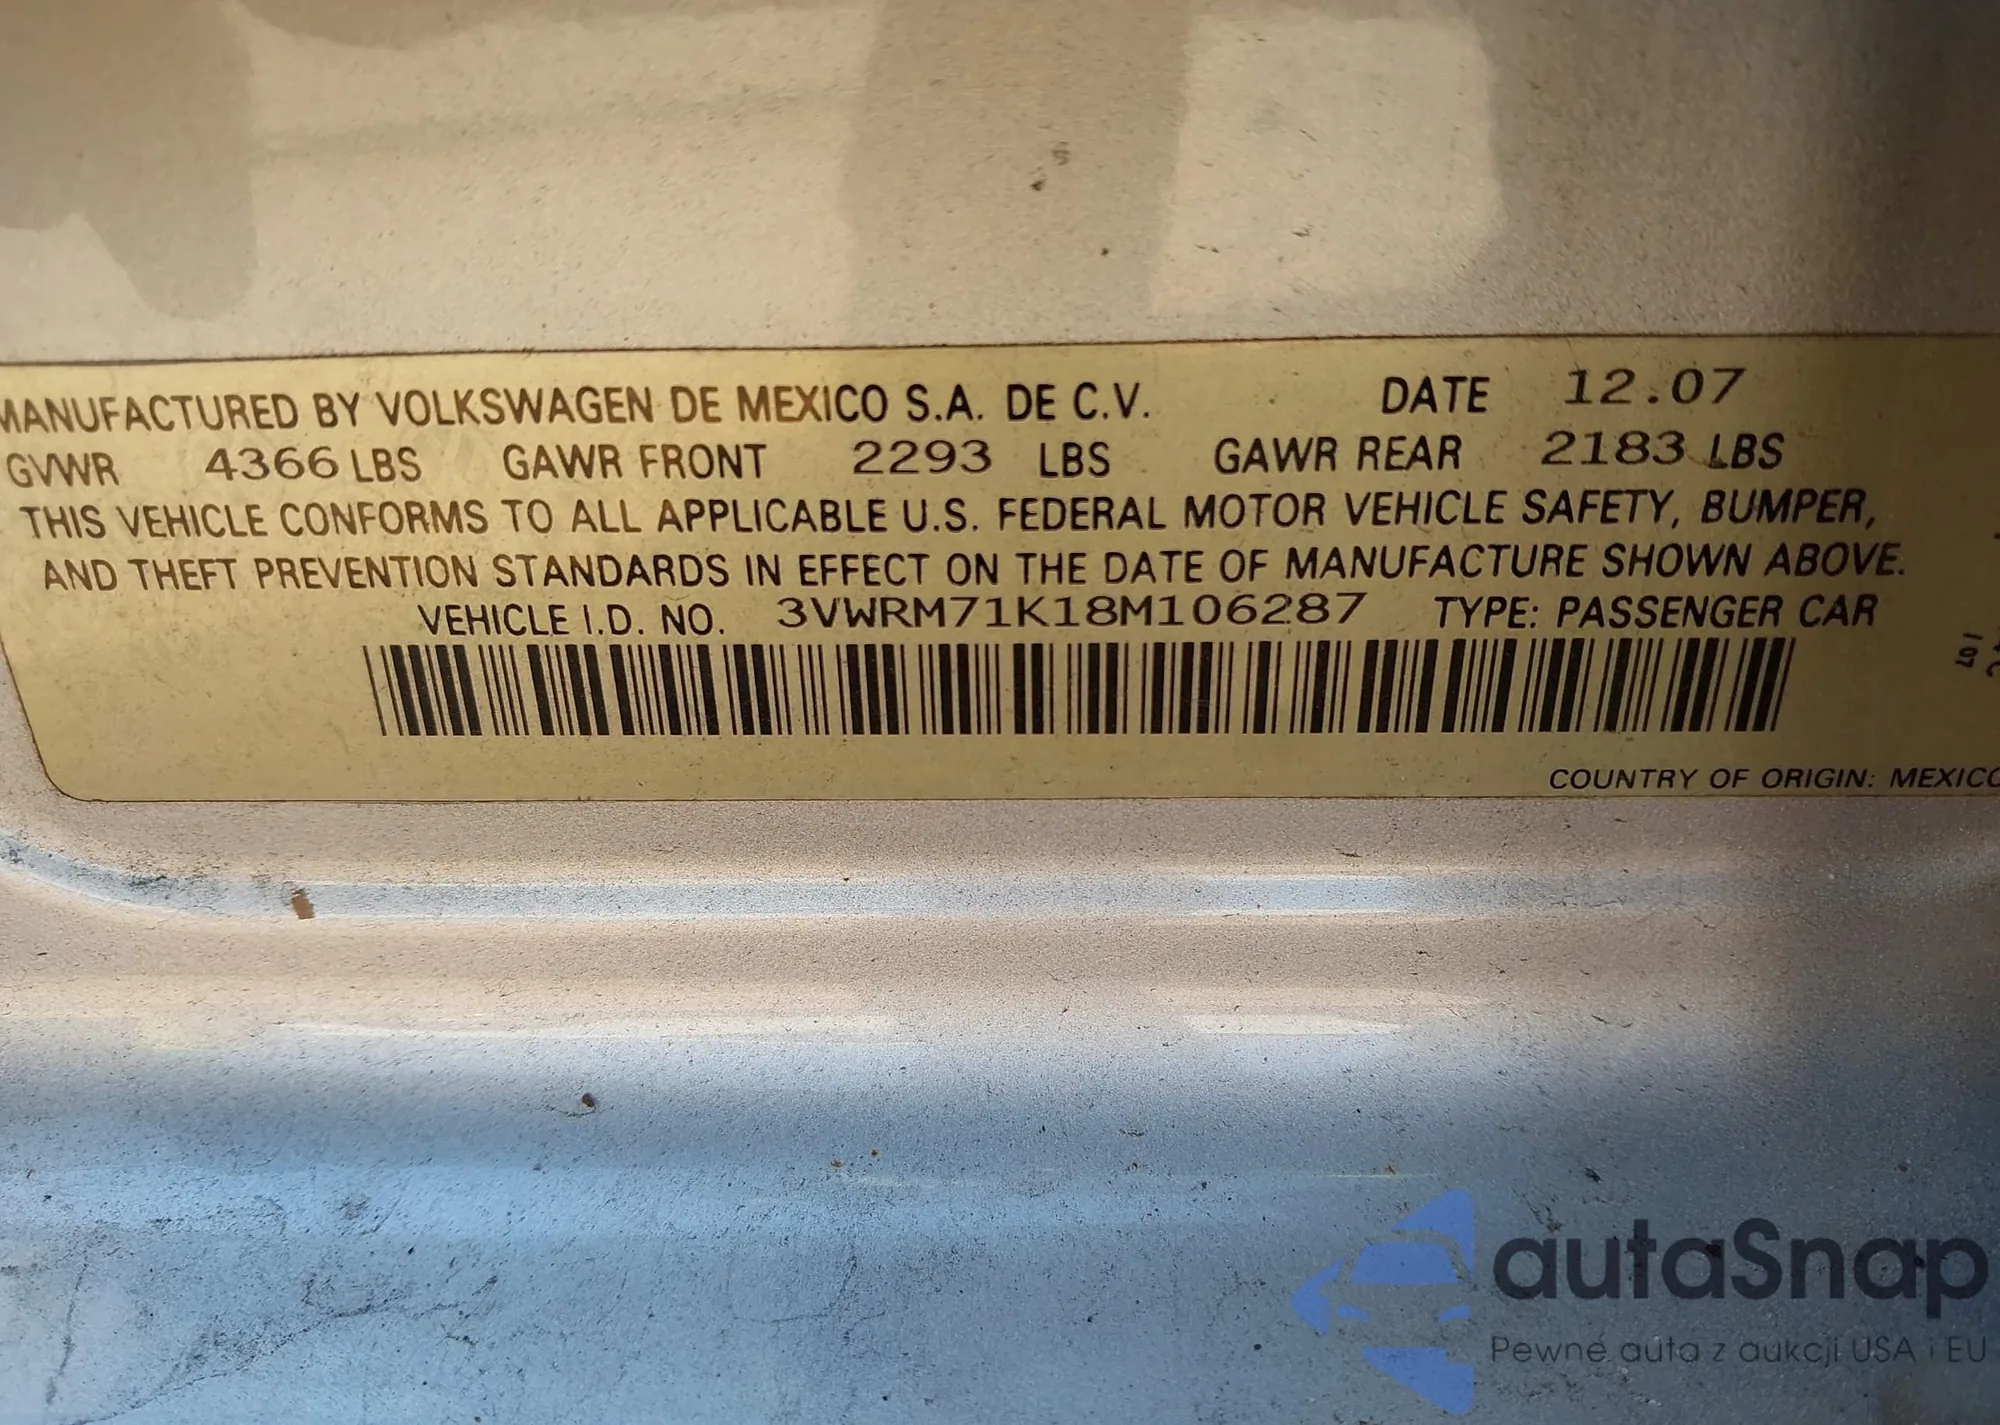 MANUFACTURED BY VOLKSWAGEN DE MEXICO S.A. DE C.V. DATE 12.07
GVWR 4366 LBS GAWR FRONT 2293 LBS GAWR REAR 2183 LBS
THIS VEHICLE CONFORMS TO ALL APPLICABLE U.S. FEDERAL MOTOR VEHICLE SAFETY, BUMPER,
AND THEFT PREVENTION STANDARDS IN EFFECT ON THE DATE OF MANUFACTURE SHOWN ABOVE.
VEHICLE I.D. NO. 3VWRM71K18M106287 TYPE: PASSENGER CAR
COUNTRY OF ORIGIN: MEXICO
autaSnap
Pewne auta z aukcji USA i EU